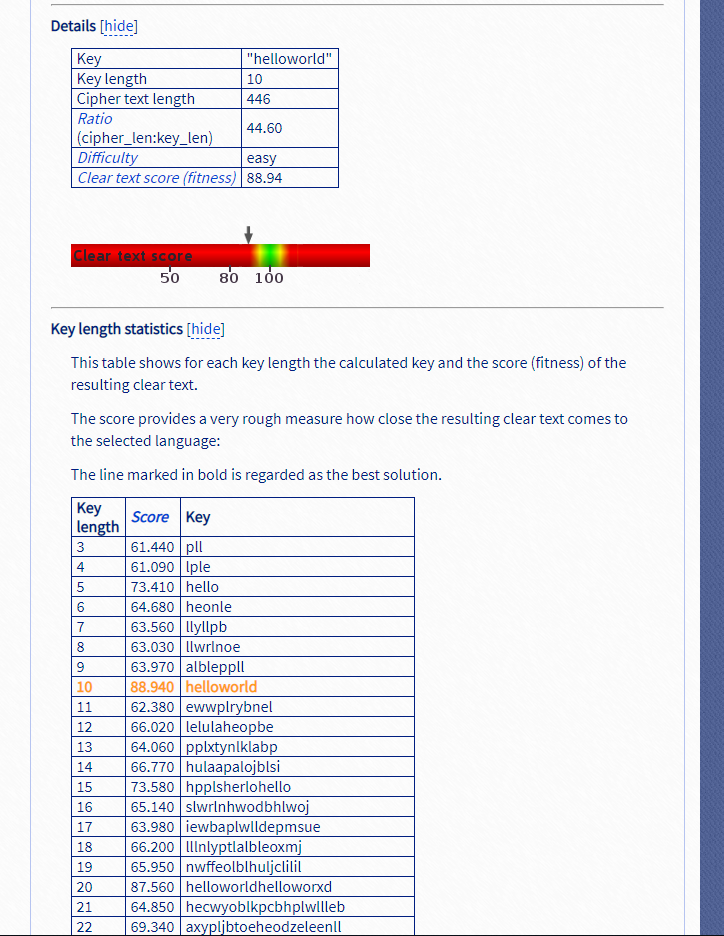 Details [hide]
Key "helloworld"
Key length 10
Cipher text length 446
Ratio
(cipher_len:key_len) 44.60
Difficulty easy
Clear text score (fitness) 88.94
Clear text score
50 80 100
Key length statistics [hide]
This table shows for each key length the calculated key and the score (fitness) of the
resulting clear text.
The score provides a very rough measure how close the resulting clear text comes to
the selected language:
The line marked in bold is regarded as the best solution.
Key
length Score Key
3 61.440 pll
4 61.090 lple
5 73.410 hello
6 64.680 heonle
7 63.560 llyllpb
8 63.030 llwrlnoe
9 63.970 albleppll
10 88.940 helloworld
11 62.380 ewwplrybnel
12 66.020 lelulaheopbe
13 64.060 pplxtynlklabp
14 66.770 hulaapalojblsi
15 73.580 hpplsherlohello
16 65.140 slwrlnhwodbhlwoj
17 63.980 iewbaplwlldepmsue
18 66.200 lllnlyptlalbleoxmj
19 65.950 nwffeolblhuljclilil
20 87.560 helloworldhelloworxd
21 64.850 hecwyoblkpcbhplwllleb
22 69.340 axypljbtoeheodzeleenll